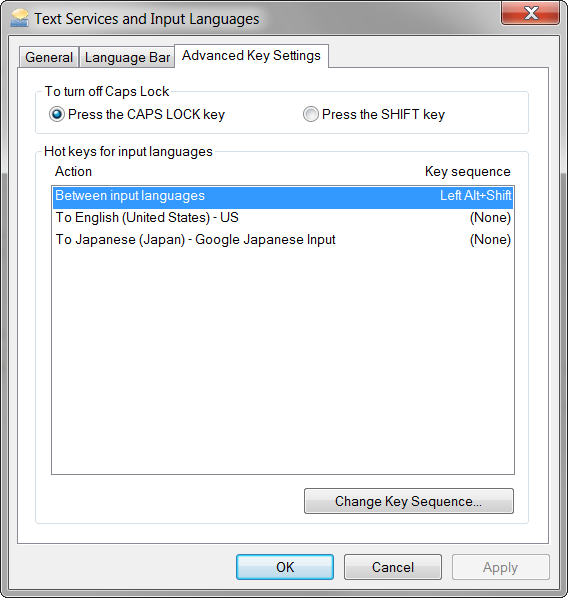 Text Services and Input Languages
General Language Bar Advanced Key Settings
To turn off Caps Lock
Press the CAPS LOCK key Press the SHIFT key
Hot keys for input languages
Action Key sequence
Between input languages Left Alt+Shift
To English (United States) - US (None)
To Japanese (Japan) - Google Japanese Input (None)
Change Key Sequence...
OK Cancel Apply